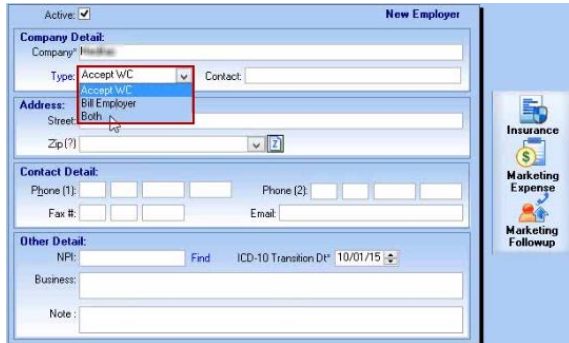 Active: New Employer
Company Detail:
Company*
Type: Accept WC Contact:
Accept WC
Bill Employer
Both
Address:
Street:
Zip(?) Z
Contact Detail:
Phone (1): Phone (2):
Fax #: Email:
Other Detail:
NPI: Find ICD-10 Transition Dt* 10/01/15
Business:
Note :
Insurance
$
Marketing
Expense
Marketing
Followup